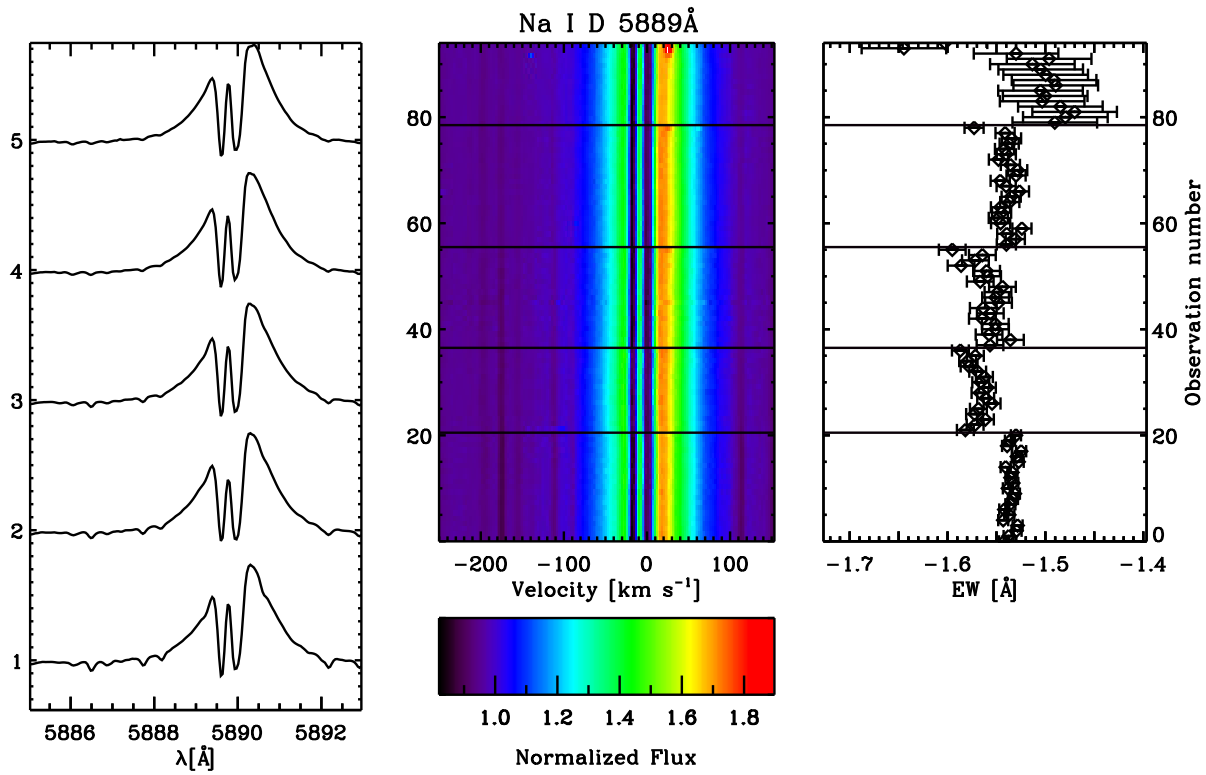 Na I D 5889Å
5
4
3
2
1
5886 5888 5890 5892
λ[Å]
80
60
40
20
−200 −100 0 100
Velocity [km s⁻¹]
1.0 1.2 1.4 1.6 1.8
Normalized Flux
80
60
40
20
0
Observation number
−1.7 −1.6 −1.5 −1.4
EW [Å]